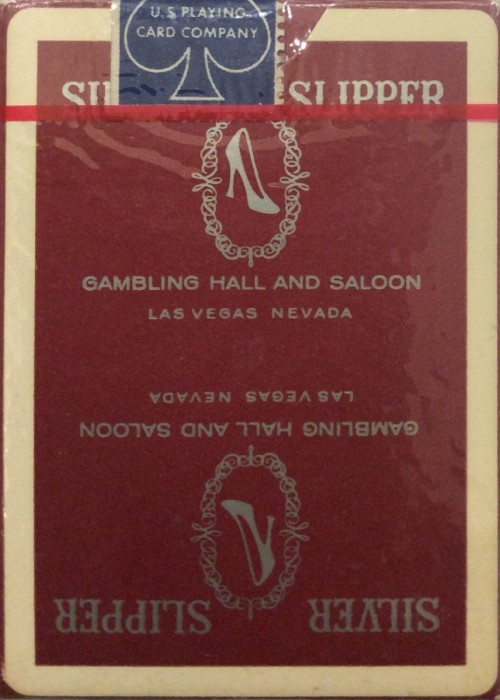 U.S PLAYING
CARD COMPANY
SLIPPER
GAMBLING HALL AND SALOON
LAS VEGAS NEVADA
LAS VEGAS NEVADA
GAMBLING HALL AND SALOON
SILVER SLIPPER